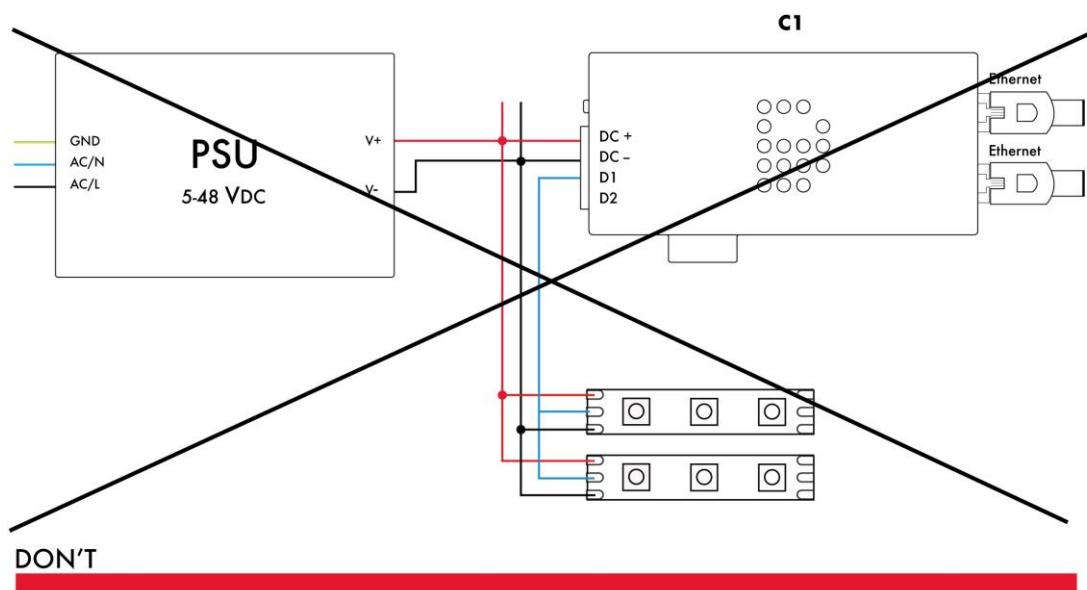 C1
Ethernet
Ethernet
GND
AC/N
AC/L
PSU
5-48 VDC
V+
V-
DC +
DC –
D1
D2
DON'T